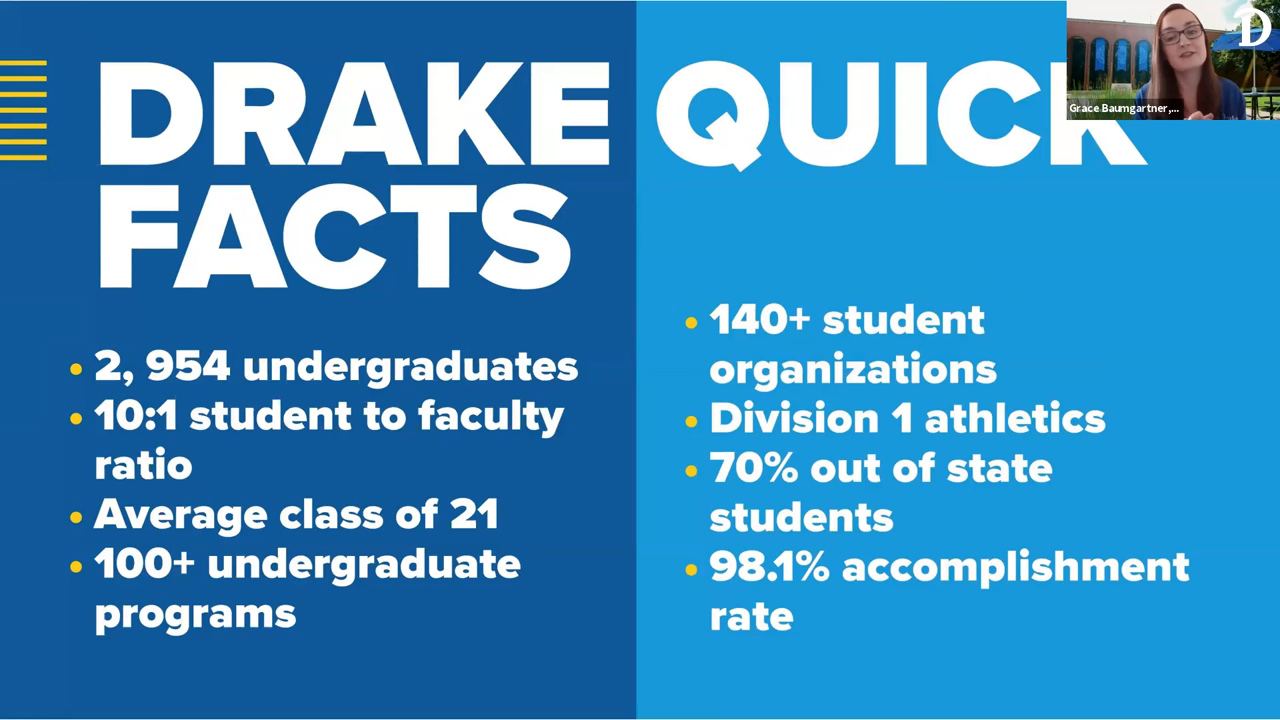 DRAKE QUICK
FACTS
• 2, 954 undergraduates
• 10:1 student to faculty
ratio
• Average class of 21
• 100+ undergraduate
programs
• 140+ student
organizations
• Division 1 athletics
• 70% out of state
students
• 98.1% accomplishment
rate
D
Grace Baumgartner,...